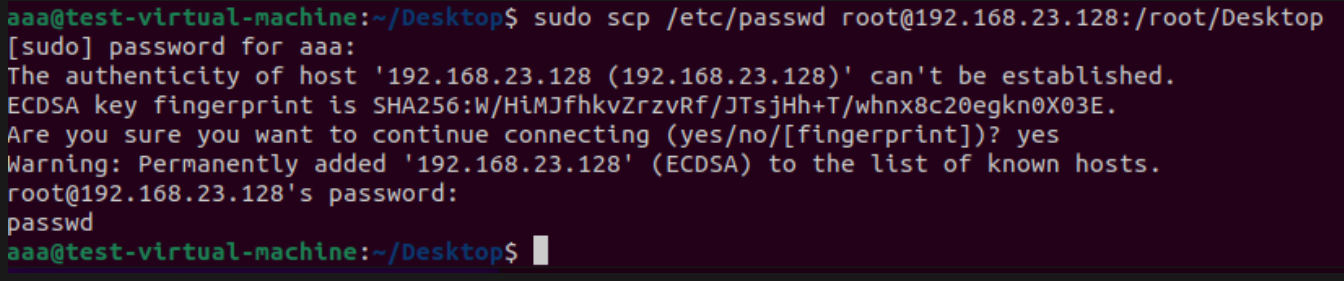 aaa@test-virtual-machine:~/Desktop$ sudo scp /etc/passwd root@192.168.23.128:/root/Desktop
[sudo] password for aaa:
The authenticity of host '192.168.23.128 (192.168.23.128)' can't be established.
ECDSA key fingerprint is SHA256:W/HiMJfhkvZrzvRf/JTsjHh+T/whnx8c20egkn0X03E.
Are you sure you want to continue connecting (yes/no/[fingerprint])? yes
Warning: Permanently added '192.168.23.128' (ECDSA) to the list of known hosts.
root@192.168.23.128's password:
passwd
aaa@test-virtual-machine:~/Desktop$